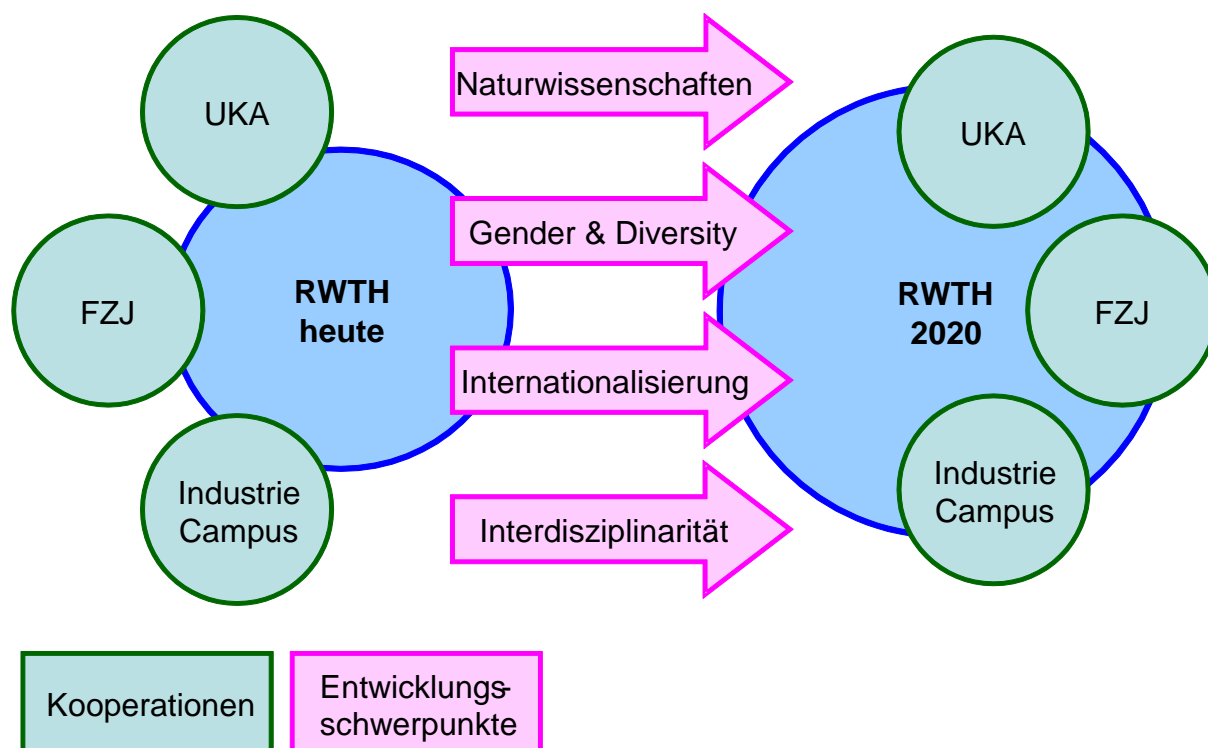 UKA
FZJ
RWTH
heute
Industrie
Campus
Naturwissenschaften
Gender & Diversity
Internationalisierung
Interdisziplinarität
UKA
RWTH
2020
FZJ
Industrie
Campus
Kooperationen
Entwicklungs-
schwerpunkte